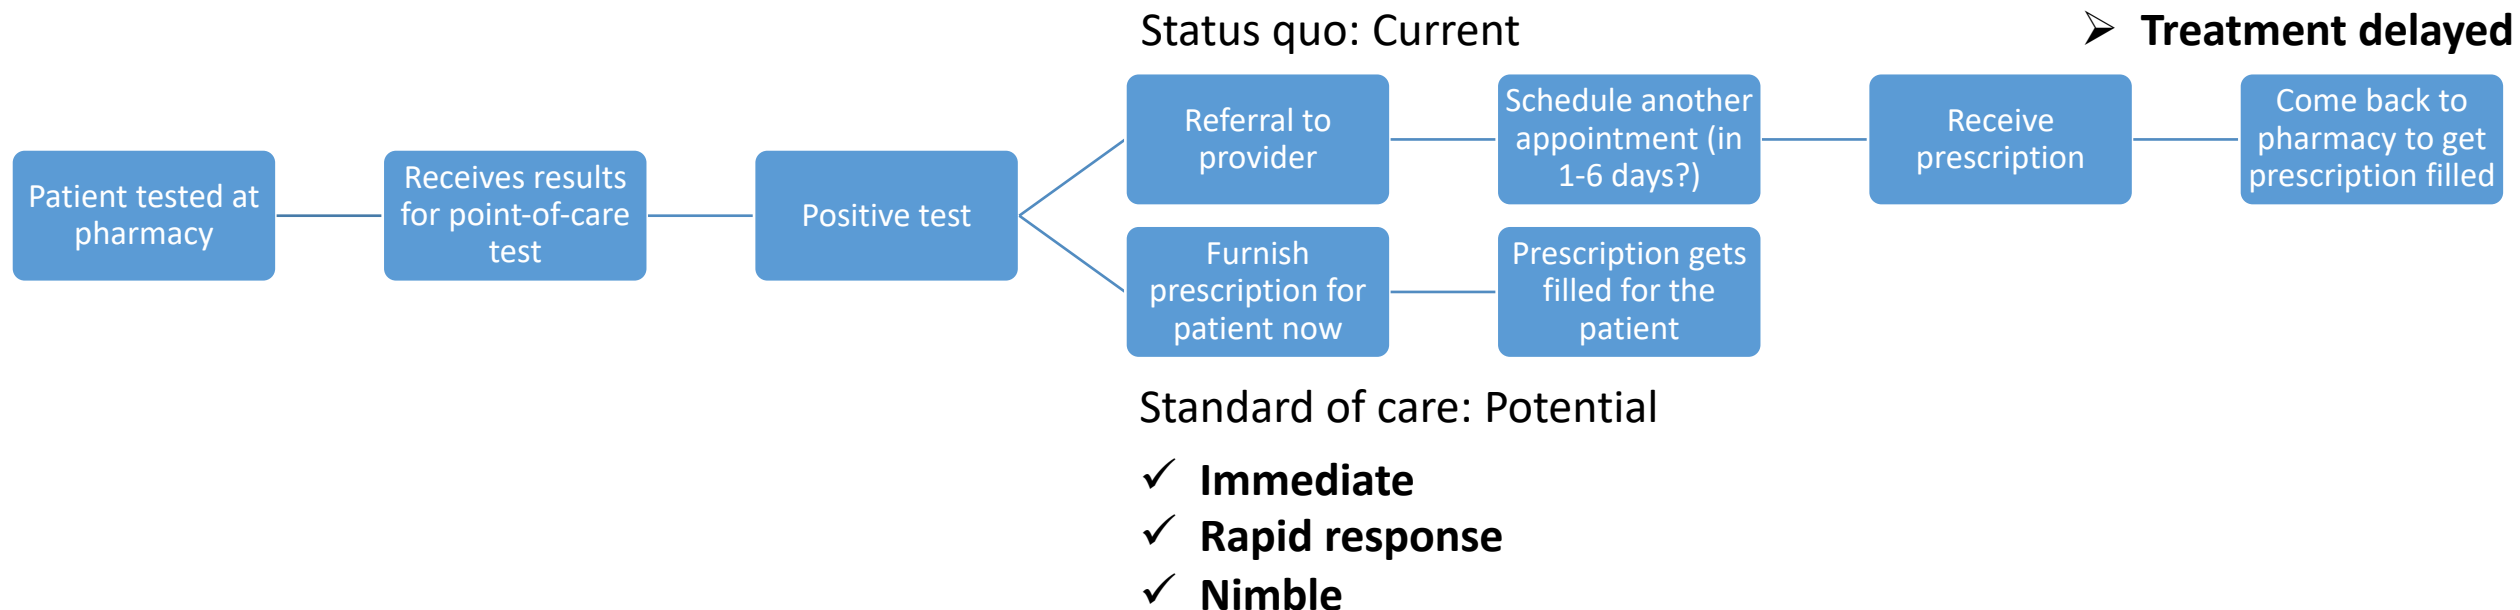 Status quo: Current
➢ Treatment delayed
Patient tested at
pharmacy
Receives results
for point-of-care
test
Positive test
Referral to
provider
Schedule another
appointment (in
1-6 days?)
Receive
prescription
Come back to
pharmacy to get
prescription filled
Furnish
prescription for
patient now
Prescription gets
filled for the
patient
Standard of care: Potential
✓ Immediate
✓ Rapid response
✓ Nimble